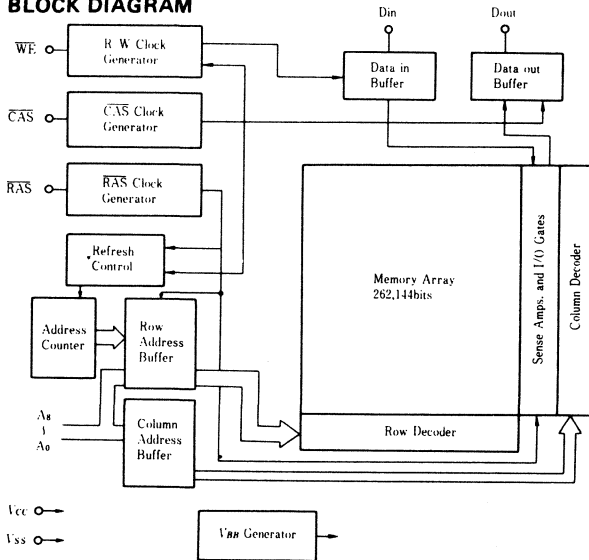 BLOCK DIAGRAM
Din
Dout
WE
R W Clock
Generator
Data in
Buffer
Data out
Buffer
CAS
CAS Clock
Generator
RAS
RAS Clock
Generator
Refresh
Control
Memory Array
262,144bits
Sense Amps. and I/O Gates
Column Decoder
Address
Counter
Row
Address
Buffer
A8
~
A0
Column
Address
Buffer
Row Decoder
Vcc
Vss
VBB Generator